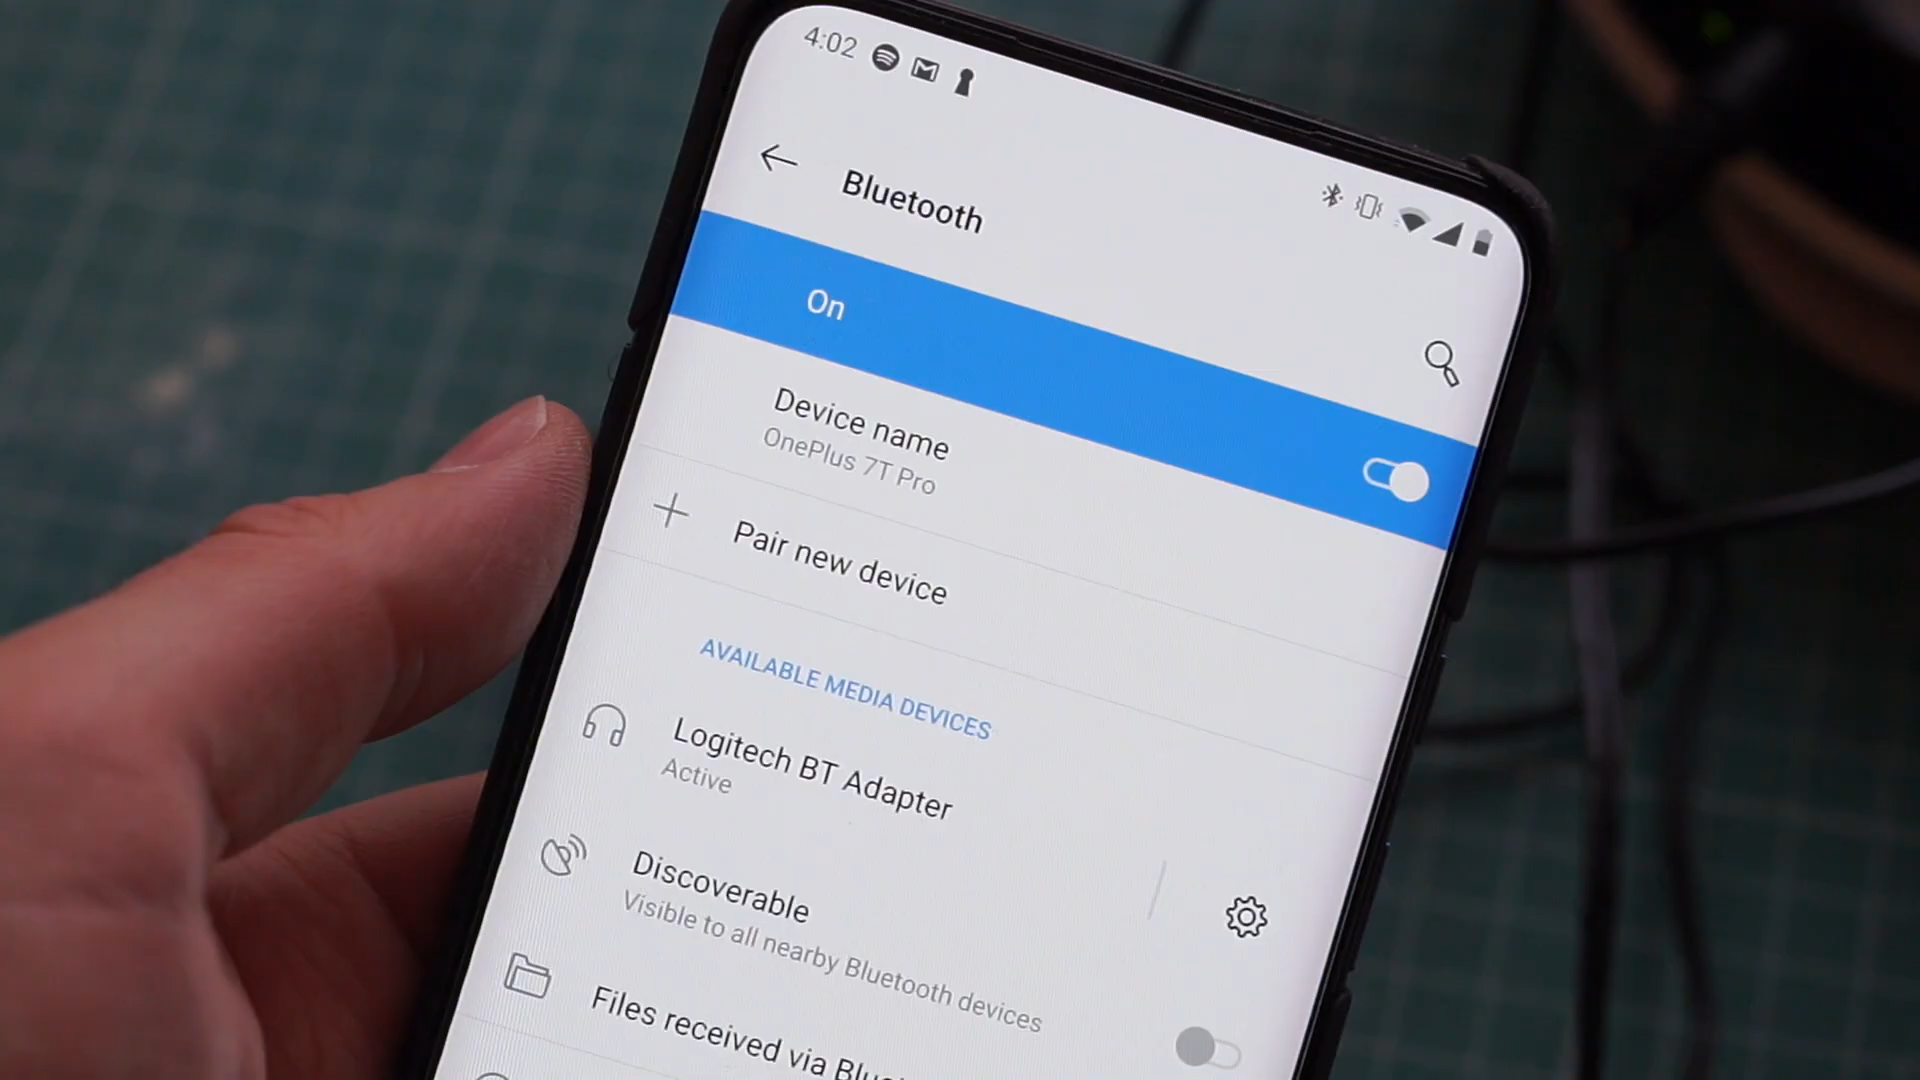 4:02
Bluetooth
On
Device name
OnePlus 7T Pro
Pair new device
AVAILABLE MEDIA DEVICES
Logitech BT Adapter
Active
Discoverable
Visible to all nearby Bluetooth devices
Files received via